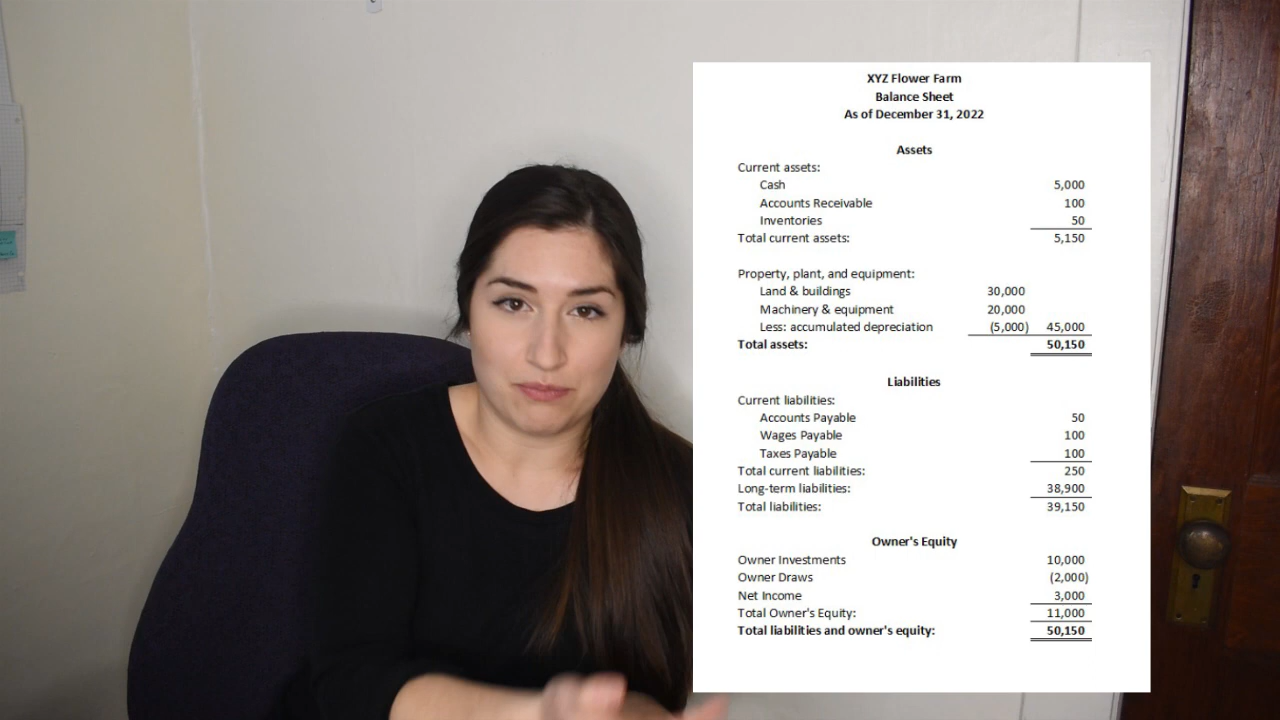 XYZ Flower Farm
Balance Sheet
As of December 31, 2022
Assets
Current assets:
Cash 5,000
Accounts Receivable 100
Inventories 50
Total current assets: 5,150
Property, plant, and equipment:
Land & buildings 30,000
Machinery & equipment 20,000
Less: accumulated depreciation (5,000) 45,000
Total assets: 50,150
Liabilities
Current liabilities:
Accounts Payable 50
Wages Payable 100
Taxes Payable 100
Total current liabilities: 250
Long-term liabilities: 38,900
Total liabilities: 39,150
Owner's Equity
Owner Investments 10,000
Owner Draws (2,000)
Net Income 3,000
Total Owner's Equity: 11,000
Total liabilities and owner's equity: 50,150